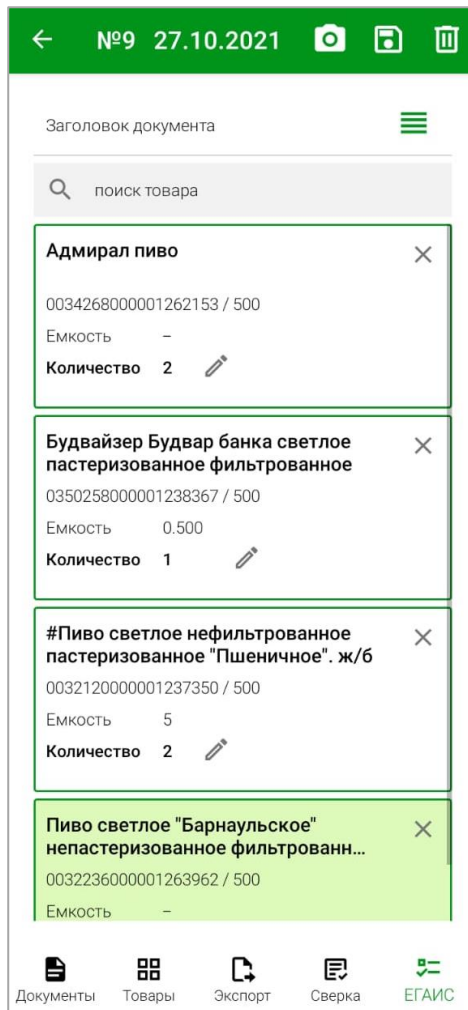 №9 27.10.2021
Заголовок документа
поиск товара
Адмирал пиво
0034268000001262153 / 500
Емкость –
Количество 2
Будвайзер Будвар банка светлое
пастеризованное фильтрованное
0350258000001238367 / 500
Емкость 0.500
Количество 1
#Пиво светлое нефильтрованное
пастеризованное "Пшеничное". ж/б
0032120000001237350 / 500
Емкость 5
Количество 2
Пиво светлое "Барнаульское"
непастеризованное фильтрованн...
0032236000001263962 / 500
Емкость –
Документы Товары Экспорт Сверка ЕГАИС